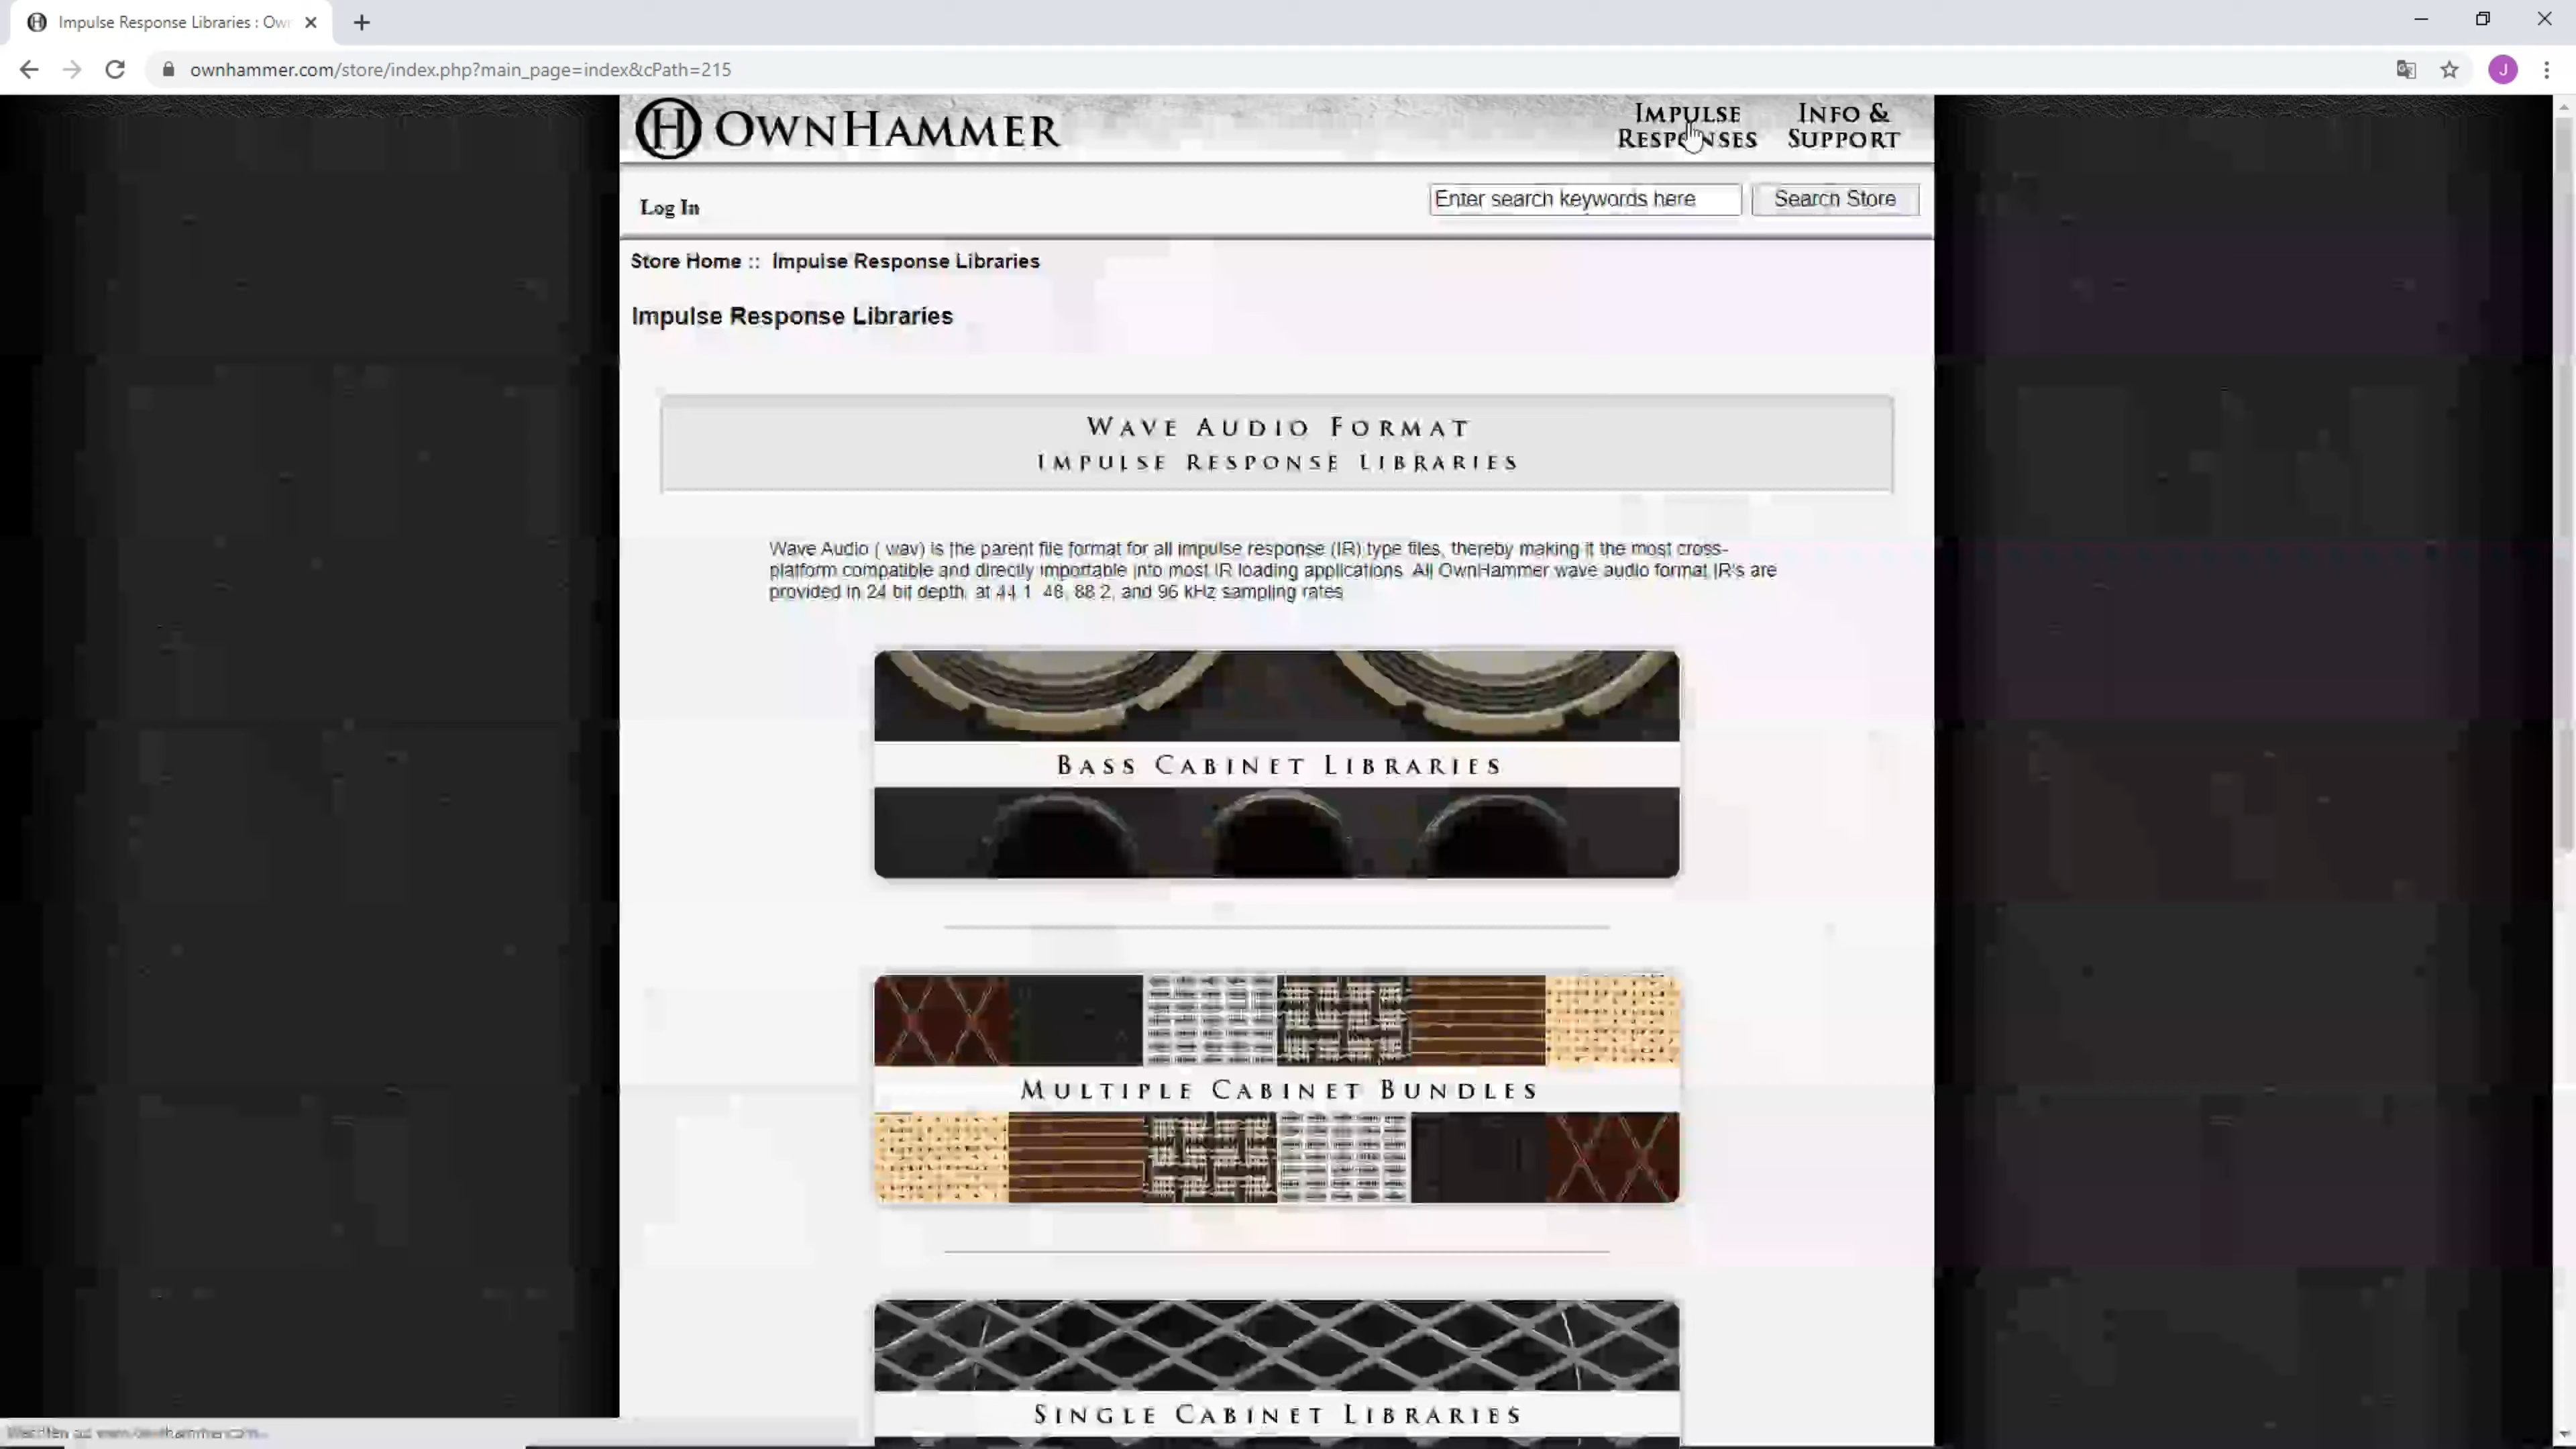 Impulse Response Libraries : Own
ownhammer.com/store/index.php?main_page=index&cPath=215
J
H OWNHAMMER
IMPULSE RESPONSES
INFO & SUPPORT
Log In
Enter search keywords here
Search Store
Store Home :: Impulse Response Libraries
Impulse Response Libraries
WAVE AUDIO FORMAT
IMPULSE RESPONSE LIBRARIES
Wave Audio (.wav) is the parent file format for all impulse response (IR) type files, thereby making it the most cross-
platform compatible and directly importable into most IR loading applications. All OwnHammer wave audio format IR's are
provided in 24 bit depth, at 44.1, 48, 88.2, and 96 kHz sampling rates.
BASS CABINET LIBRARIES
MULTIPLE CABINET BUNDLES
SINGLE CABINET LIBRARIES